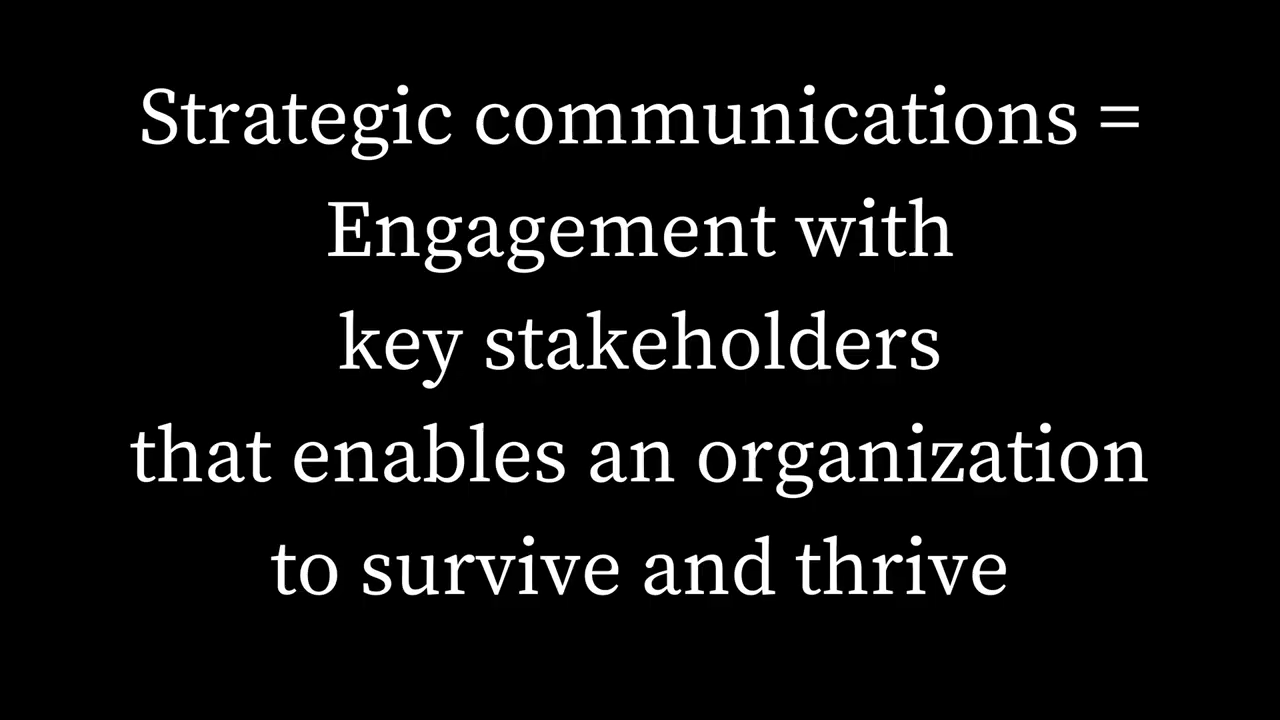 Strategic communications =
Engagement with
key stakeholders
that enables an organization
to survive and thrive